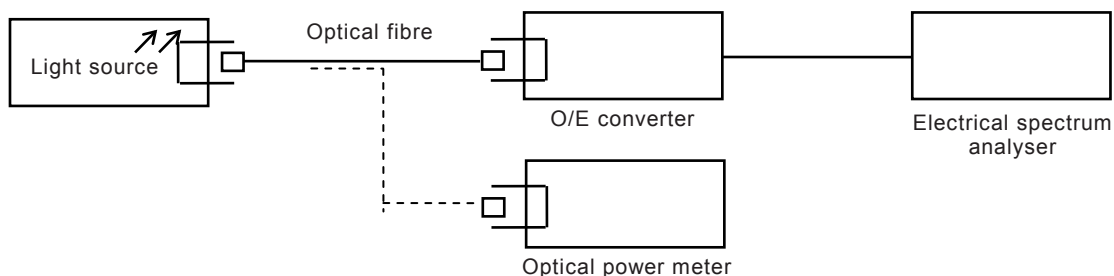 Optical fibre
Light source
O/E converter
Electrical spectrum
analyser
Optical power meter